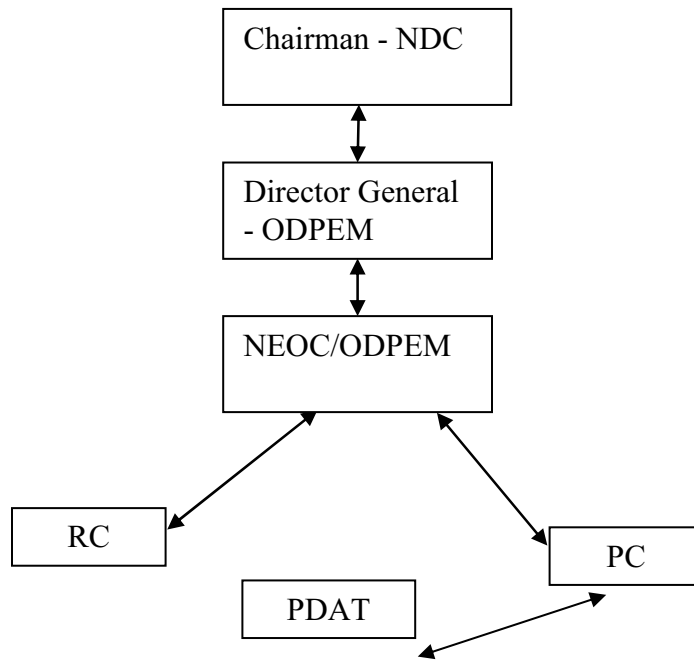 Chairman - NDC
Director General
- ODPEM
NEOC/ODPEM
RC
PC
PDAT